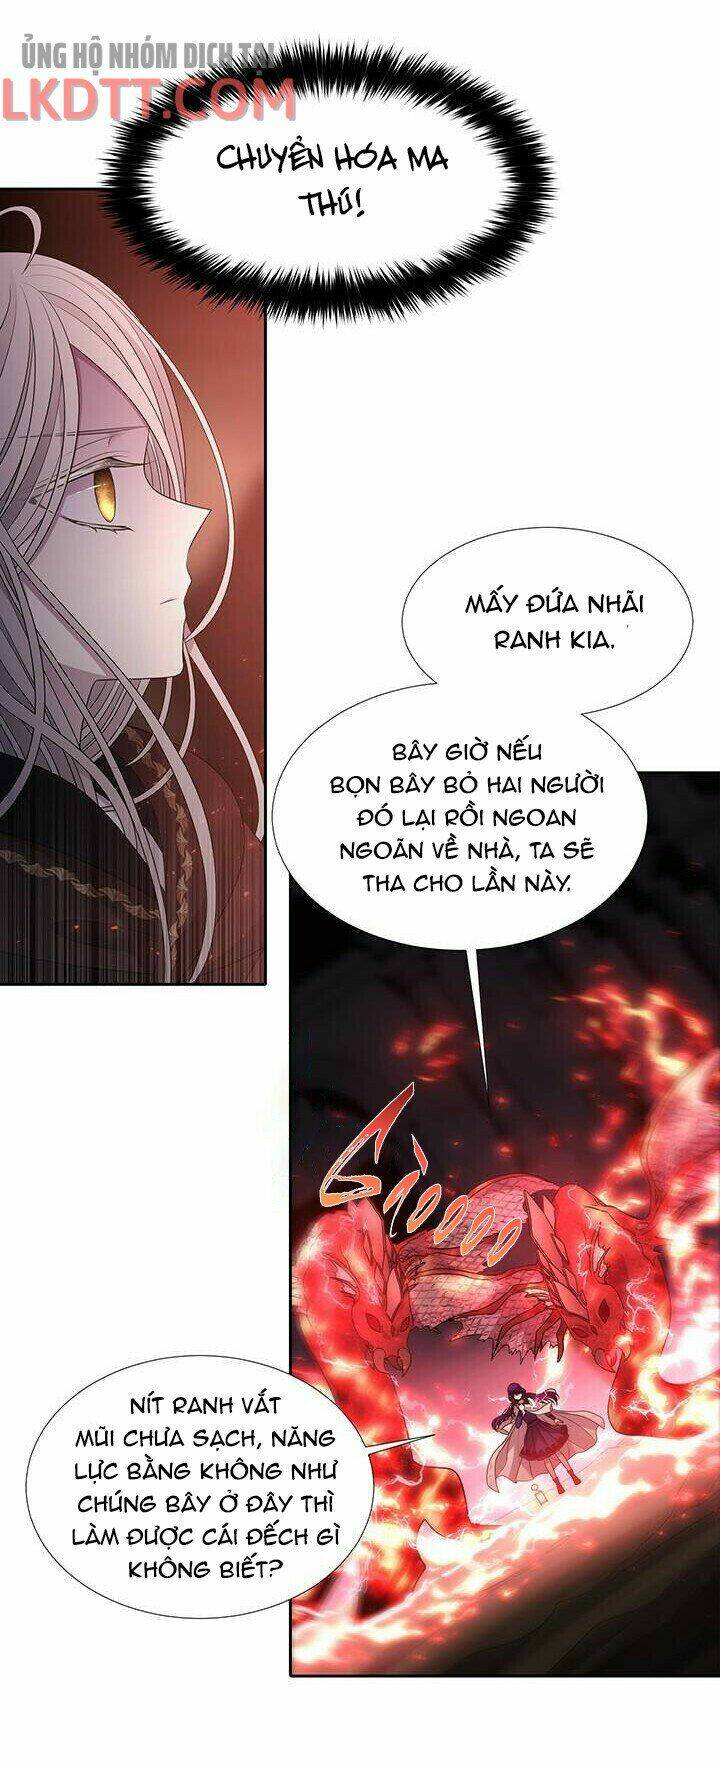 ỦNG HỘ NHÓM DỊCH TẠI
LKDTT.COM
CHUYỂN HÓA MA
THÚ!
MẤY ĐỨA NHÃI
RANH KIA.
BÂY GIỜ NẾU
BỌN BÂY BỎ HAI NGƯỜI
ĐÓ LẠI RỒI NGOAN
NGOÃN VỀ NHÀ, TA SẼ
THA CHO LẦN NÀY.
GÀOOOO
NÍT RANH VẮT
MŨI CHƯA SẠCH, NĂNG
LỰC BẰNG KHÔNG NHƯ
CHÚNG BÂY Ở ĐÂY THÌ
LÀM ĐƯỢC CÁI ĐẾCH GÌ
KHÔNG BIẾT?